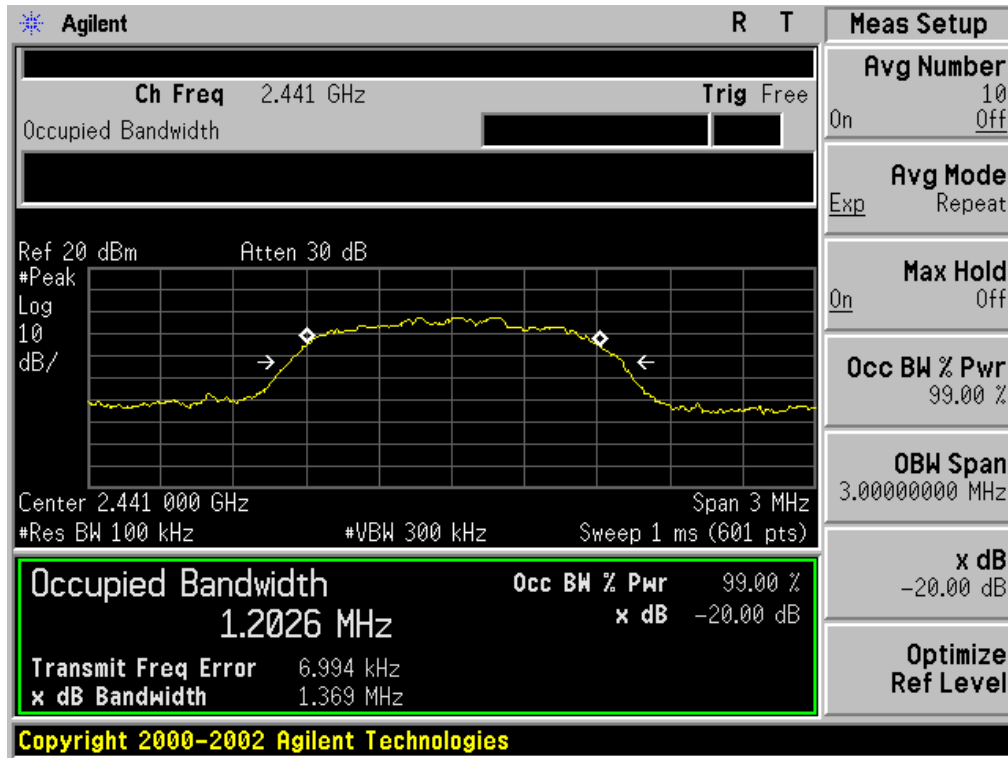 Agilent R T
Ch Freq 2.441 GHz Trig Free
Occupied Bandwidth
Ref 20 dBm Atten 30 dB
#Peak
Log
10
dB/
Center 2.441 000 GHz Span 3 MHz
#Res BW 100 kHz #VBW 300 kHz Sweep 1 ms (601 pts)
Occupied Bandwidth Occ BW % Pwr 99.00 %
1.2026 MHz x dB -20.00 dB
Transmit Freq Error 6.994 kHz
x dB Bandwidth 1.369 MHz
Copyright 2000-2002 Agilent Technologies
Meas Setup
Avg Number
10
On Off
Avg Mode
Exp Repeat
Max Hold
On Off
Occ BW % Pwr
99.00 %
OBW Span
3.00000000 MHz
x dB
-20.00 dB
Optimize
Ref Level